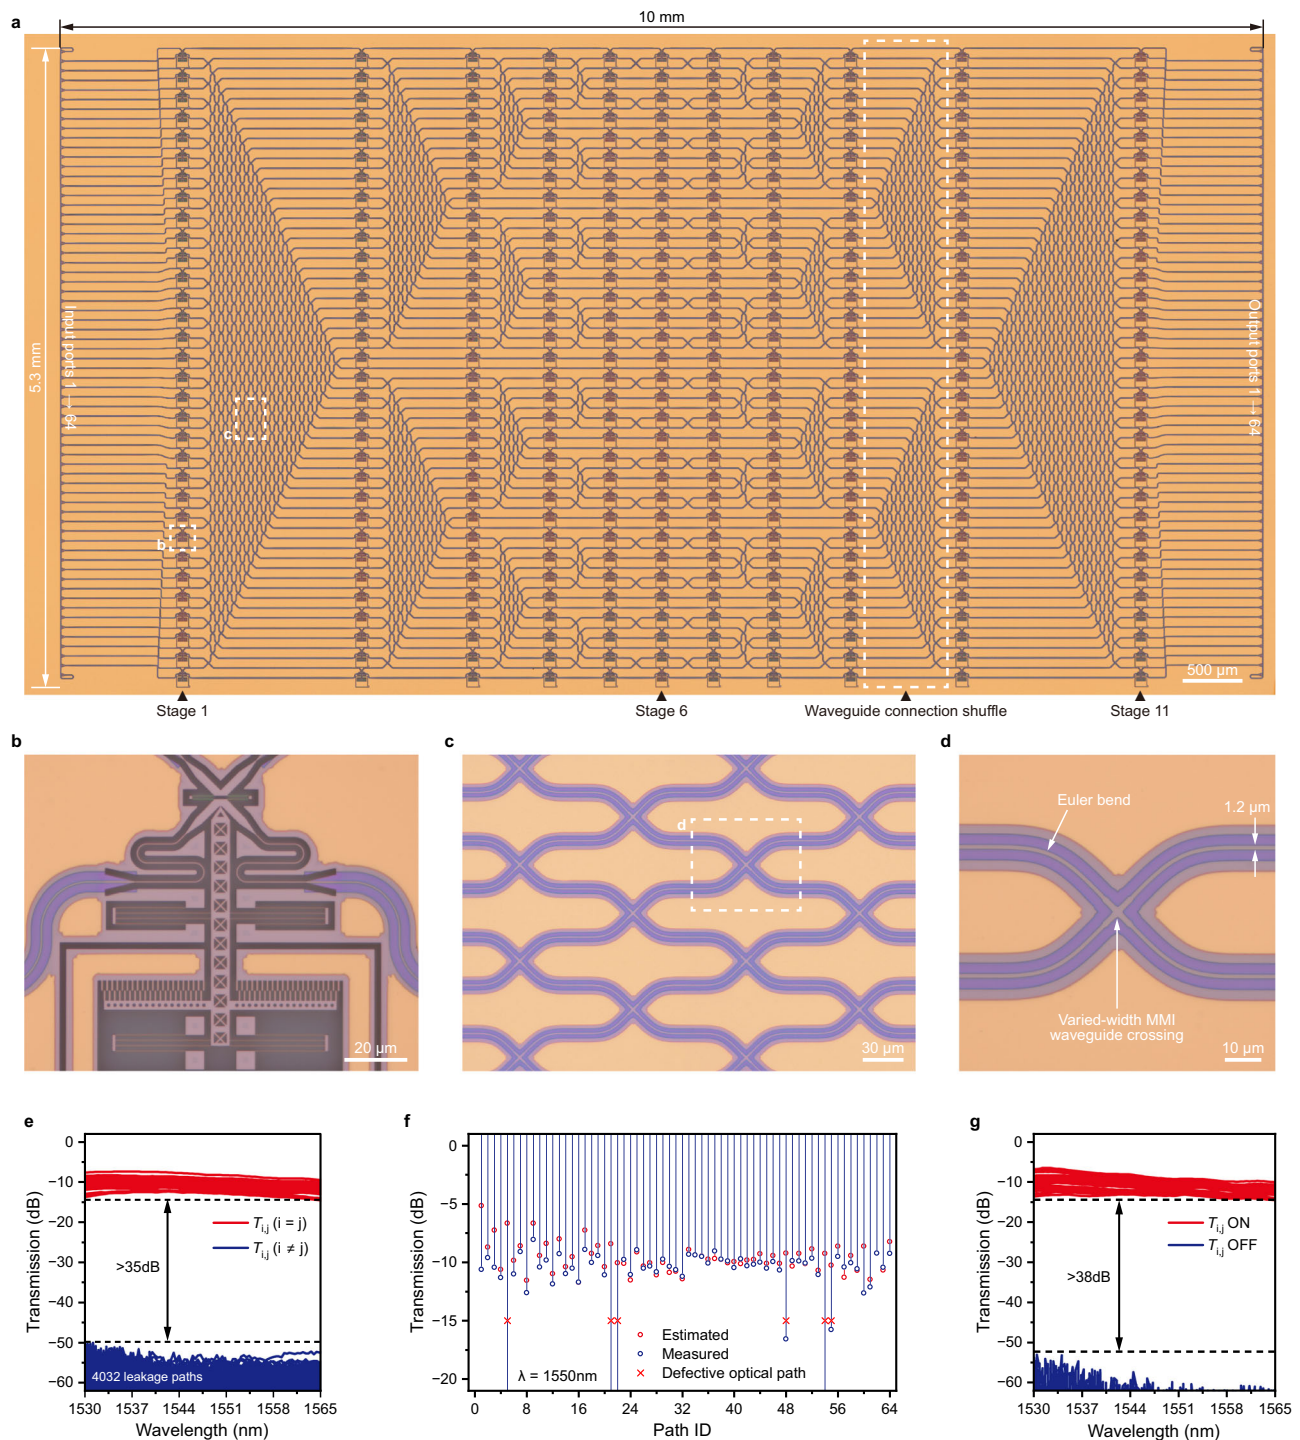 a
10 mm
5.3 mm
Input ports 1 → 64
Output ports 1 → 64
c
b
500 µm
Stage 1
Stage 6
Waveguide connection shuffle
Stage 11
b
20 µm
c
d
30 µm
d
Euler bend
1.2 µm
Varied-width MMI
waveguide crossing
10 µm
e
Transmission (dB)
0
−10
−20
−30
−40
−50
−60
Ti,j (i = j)
Ti,j (i ≠ j)
>35dB
4032 leakage paths
1530 1537 1544 1551 1558 1565
Wavelength (nm)
f
Transmission (dB)
0
−5
−10
−15
−20
Estimated
Measured
Defective optical path
λ = 1550nm
0 8 16 24 32 40 48 56 64
Path ID
g
Transmission (dB)
0
−10
−20
−30
−40
−50
−60
Ti,j ON
Ti,j OFF
>38dB
1530 1537 1544 1551 1558 1565
Wavelength (nm)